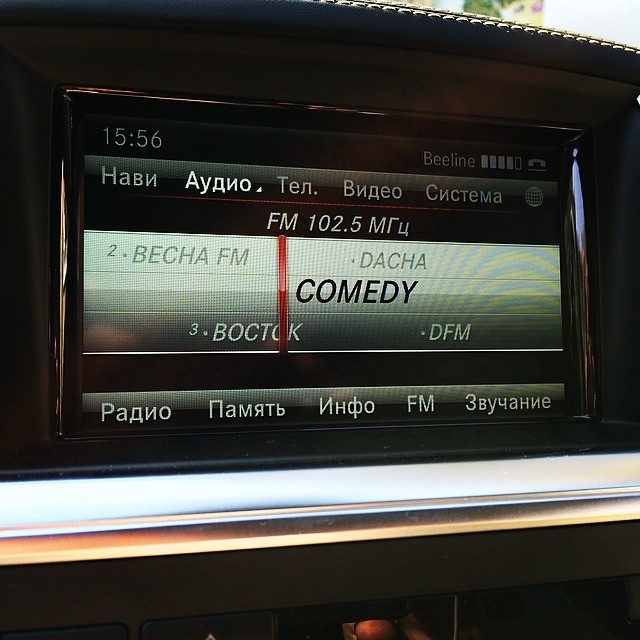 15:56
Beeline
Нави Аудио Тел. Видео Система
FM 102.5 МГц
2·ВЕСНА FM ·DACHA
COMEDY
3·ВОСТОК ·DFM
Радио Память Инфо FM Звучание